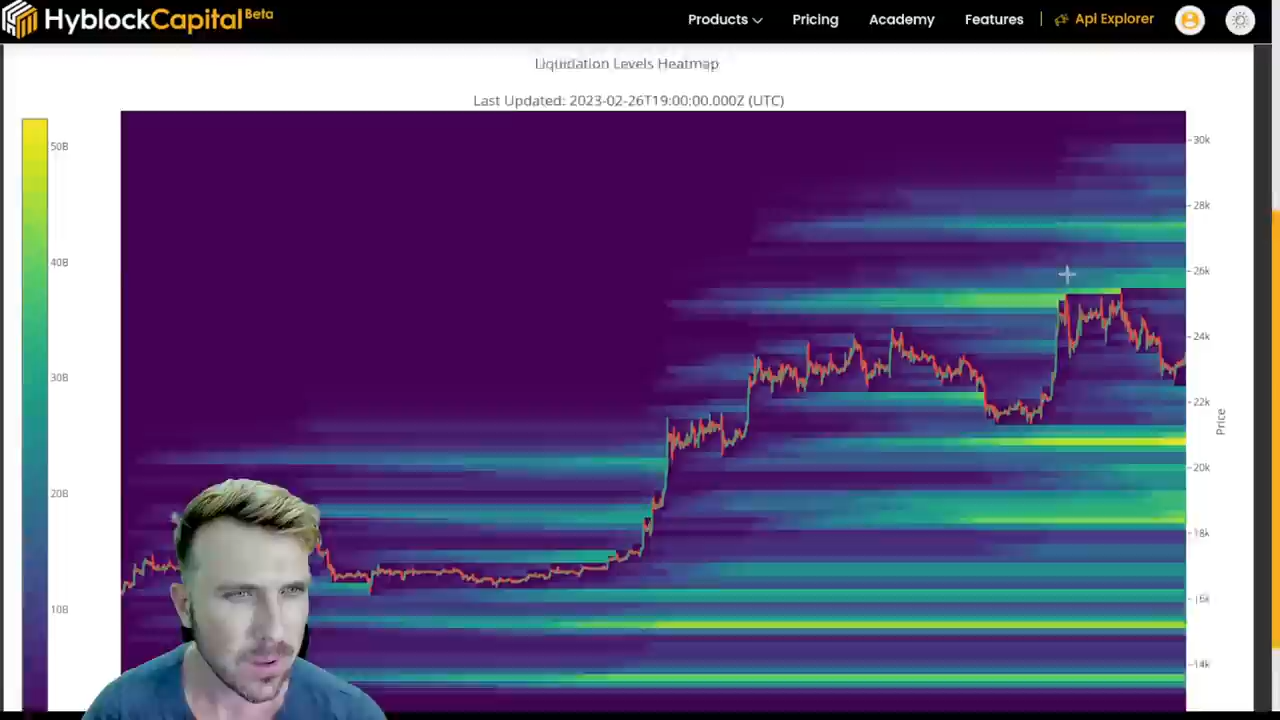 HyblockCapital Beta
Products Pricing Academy Features Api Explorer
Liquidation Levels Heatmap
Last Updated: 2023-02-26T19:00:00.000Z (UTC)
50B
40B
30B
20B
10B
30k
28k
26k
24k
22k
20k
18k
16k
14k
Price